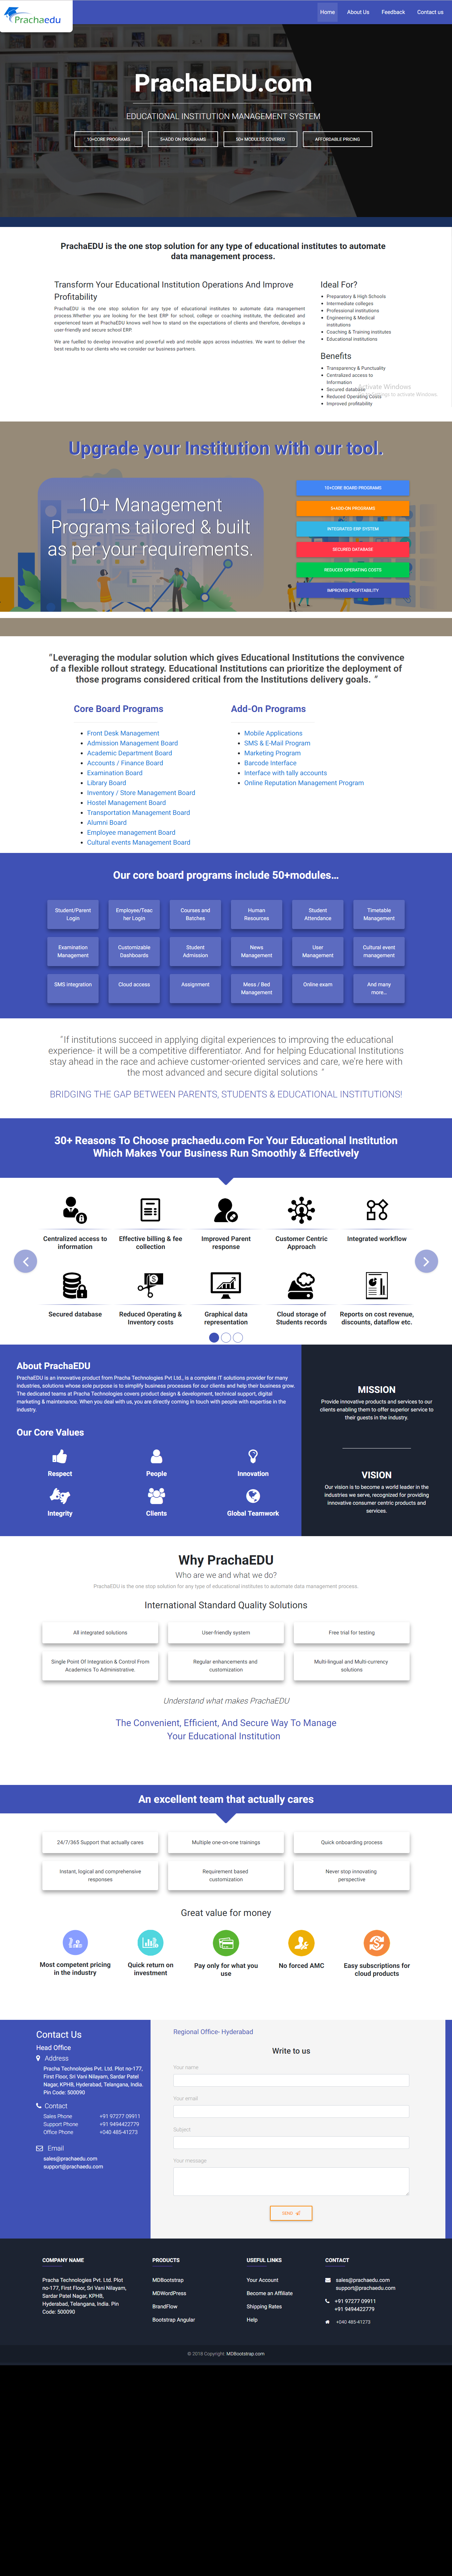 Prachaedu
Home About Us Feedback Contact us
PrachaEDU.com
EDUCATIONAL INSTITUTION MANAGEMENT SYSTEM
10+CORE PROGRAMS 5+ADD ON PROGRAMS 50+ MODULES COVERED AFFORDABLE PRICING
PrachaEDU is the one stop solution for any type of educational institutes to automate
data management process.
Transform Your Educational Institution Operations And Improve
Profitability
PrachaEDU is the one stop solution for any type of educational institutes to automate data management
process.Whether you are looking for the best ERP for school, college or coaching institute, the dedicated and
experienced team at PrachaEDU knows well how to stand on the expectations of clients and therefore, develops a
user-friendly and secure school ERP.
We are fuelled to develop innovative and powerful web and mobile apps across industries. We want to deliver the
best results to our clients who we consider our business partners.
Ideal For?
Preparatory & High Schools
Intermediate colleges
Professional institutions
Engineering & Medical
institutions
Coaching & Training institutes
Educational institutions
Benefits
Transparency & Punctuality
Centralized access to
Information
Secured database
Reduced Operating Costs
Improved profitability
Activate Windows
to activate Windows.
Upgrade your Institution with our tool.
10+ Management
Programs tailored & built
as per your requirements.
10+CORE BOARD PROGRAMS
6+ADD-ON PROGRAMS
INTEGRATED ERP SYSTEM
SECURED DATABASE
REDUCED OPERATING COSTS
IMPROVED PROFITABILITY
“Leveraging the modular solution which gives Educational Institutions the convivence
of a flexible rollout strategy. Educational Institutions can prioritize the deployment of
those programs considered critical from the Institutions delivery goals. ”
Core Board Programs
Front Desk Management
Admission Management Board
Academic Department Board
Accounts / Finance Board
Examination Board
Library Board
Inventory / Store Management Board
Hostel Management Board
Transportation Management Board
Alumni Board
Employee management Board
Cultural events Management Board
Add-On Programs
Mobile Applications
SMS & E-Mail Program
Marketing Program
Barcode Interface
Interface with tally accounts
Online Reputation Management Program
Our core board programs include 50+modules...
Student/Parent
Login
Employee/Teac
her Login
Courses and
Batches
Human
Resources
Student
Attendance
Timetable
Management
Examination
Management
Customizable
Dashboards
Student
Admission
News
Management
User
Management
Cultural event
management
SMS integration
Cloud access
Assignment
Mess / Bed
Management
Online exam
And many
more...
"If institutions succeed in applying digital experiences to improving the educational
experience- it will be a competitive differentiator. And for helping Educational Institutions
stay ahead in the race and achieve customer-oriented services and care, we're here with
the most advanced and secure digital solutions "
BRIDGING THE GAP BETWEEN PARENTS, STUDENTS & EDUCATIONAL INSTITUTIONS!
30+ Reasons To Choose prachaedu.com For Your Educational Institution
Which Makes Your Business Run Smoothly & Effectively
Centralized access to
information
Effective billing & fee
collection
Improved Parent
response
Customer Centric
Approach
Integrated workflow
Secured database
Reduced Operating &
Inventory costs
Graphical data
representation
Cloud storage of
Students records
Reports on cost revenue,
discounts, dataflow etc.
About PrachaEDU
PrachaEDU is an innovative product from Pracha Technologies Pvt Ltd., is a complete IT solutions provider for many
industries, solutions whose sole purpose is to simplify business processes for our clients and help their business grow.
The dedicated teams at Pracha Technologies covers product design & development, technical support, digital
marketing & maintenance. When you deal with us, you are directly coming in touch with people with expertise in the
industry.
Our Core Values
Respect
People
Innovation
Integrity
Clients
Global Teamwork
MISSION
Provide innovative products and services to our
clients enabling them to offer superior service to
their guests in the industry.
VISION
Our vision is to become a world leader in the
industries we serve, recognized for providing
innovative consumer centric products and
services.
Why PrachaEDU
Who are we and what we do?
PrachaEDU is the one stop solution for any type of educational institutes to automate data management process.
International Standard Quality Solutions
All integrated solutions
User-friendly system
Free trial for testing
Single Point Of Integration & Control From
Academics To Administrative.
Regular enhancements and
customization
Multi-lingual and Multi-currency
solutions
Understand what makes PrachaEDU
The Convenient, Efficient, And Secure Way To Manage
Your Educational Institution
An excellent team that actually cares
24/7/365 Support that actually cares
Multiple one-on-one trainings
Quick onboarding process
Instant, logical and comprehensive
responses
Requirement based
customization
Never stop innovating
perspective
Great value for money
Most competent pricing
in the industry
Quick return on
investment
Pay only for what you
use
No forced AMC
Easy subscriptions for
cloud products
Contact Us
Head Office
Address
Pracha Technologies Pvt. Ltd. Plot no-177,
First Floor, Sri Vani Nilayam, Sardar Patel
Nagar, KPHB, Hyderabad, Telangana, India.
Pin Code: 500090
Contact
Sales Phone +91 97277 09911
Support Phone +91 9494422779
Office Phone +040 485-41273
Email
sales@prachaedu.com
support@prachaedu.com
Regional Office- Hyderabad
Write to us
Your name
Your email
Subject
Your message
SEND
COMPANY NAME
Pracha Technologies Pvt. Ltd. Plot
no-177, First Floor, Sri Vani Nilayam,
Sardar Patel Nagar, KPHB,
Hyderabad, Telangana, India. Pin
Code: 500090
PRODUCTS
MDBootstrap
MDWordPress
BrandFlow
Bootstrap Angular
USEFUL LINKS
Your Account
Become an Affiliate
Shipping Rates
Help
CONTACT
sales@prachaedu.com
support@prachaedu.com
+91 97277 09911
+91 9494422779
+040 485-41273
© 2018 Copyright: MDBootstrap.com